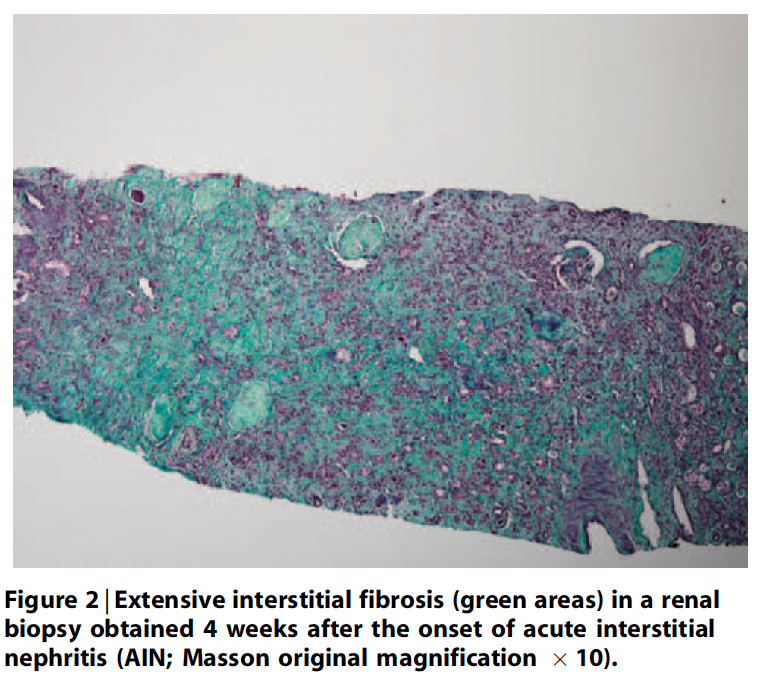 Figure 2 | Extensive interstitial fibrosis (green areas) in a renal
biopsy obtained 4 weeks after the onset of acute interstitial
nephritis (AIN; Masson original magnification × 10).